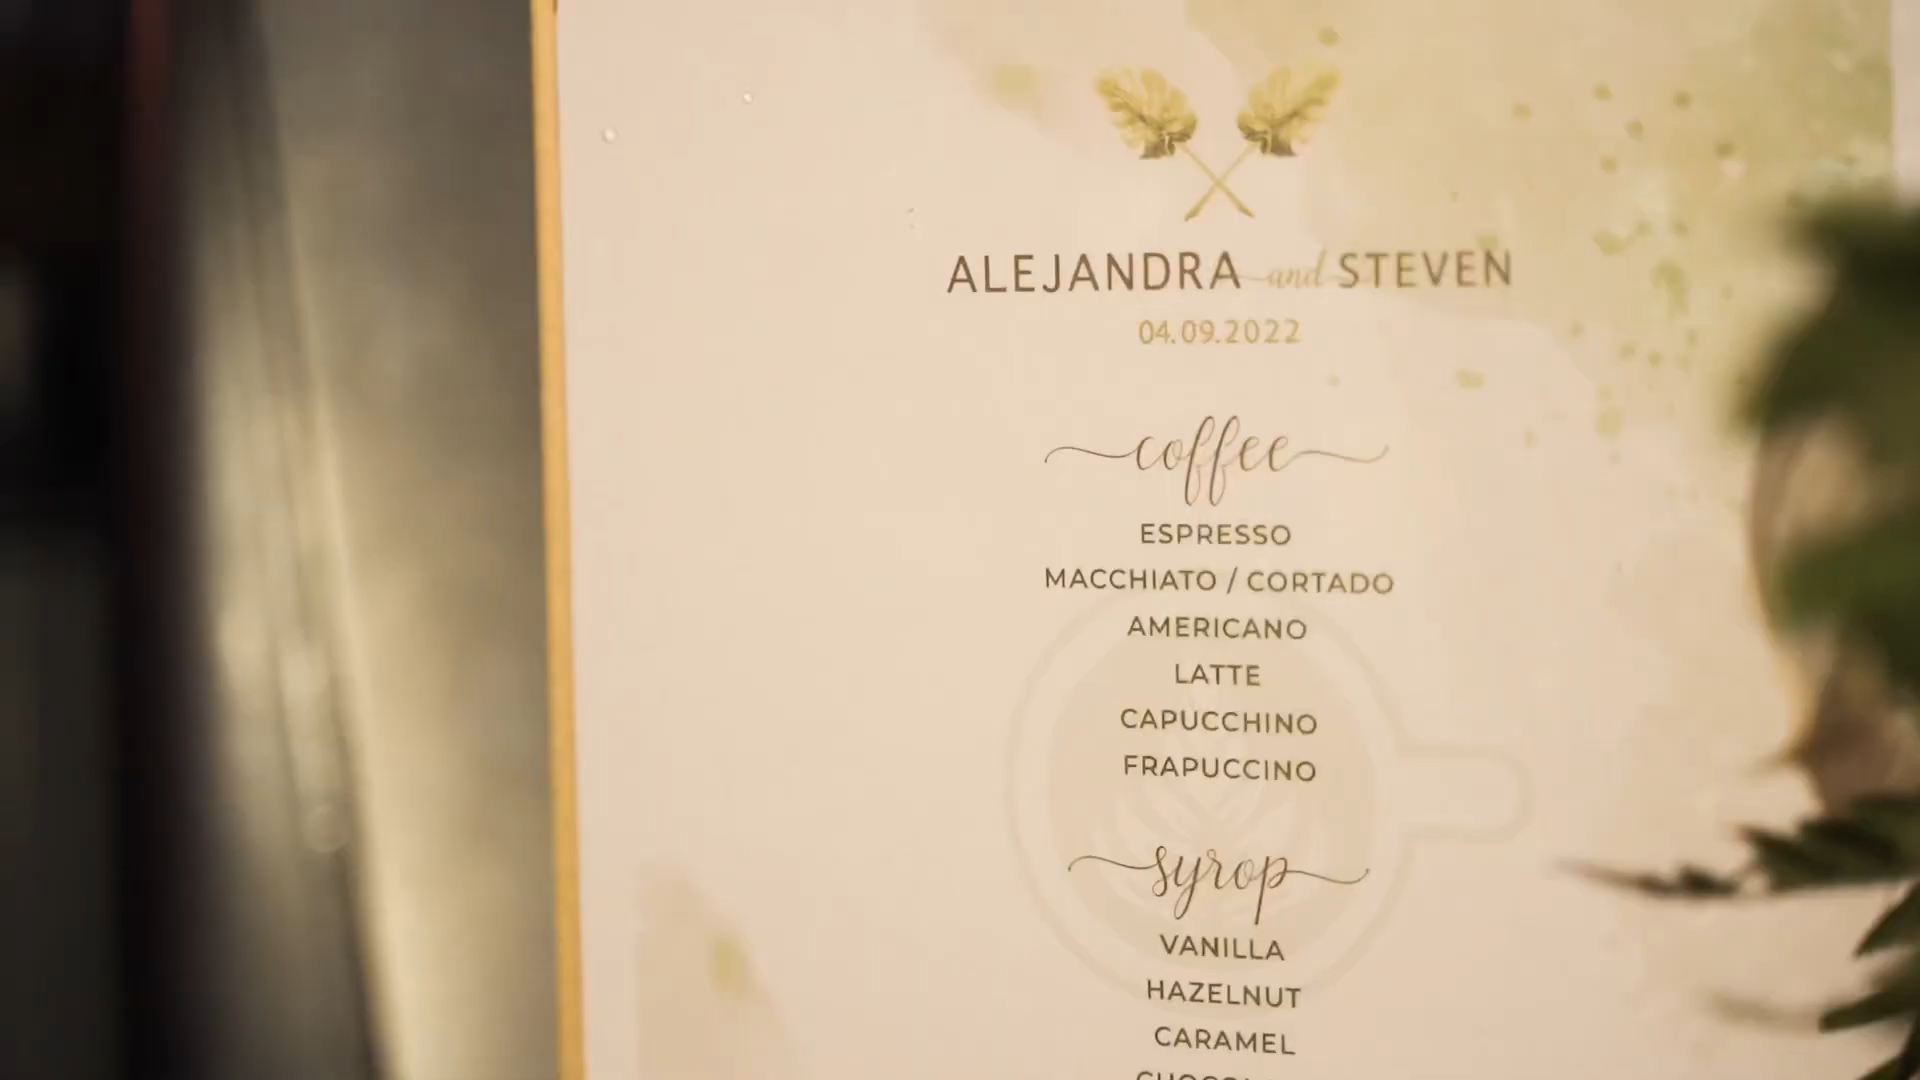 ALEJANDRA and STEVEN
04.09.2022
coffee
ESPRESSO
MACCHIATO / CORTADO
AMERICANO
LATTE
CAPUCCHINO
FRAPUCCINO
syrop
VANILLA
HAZELNUT
CARAMEL